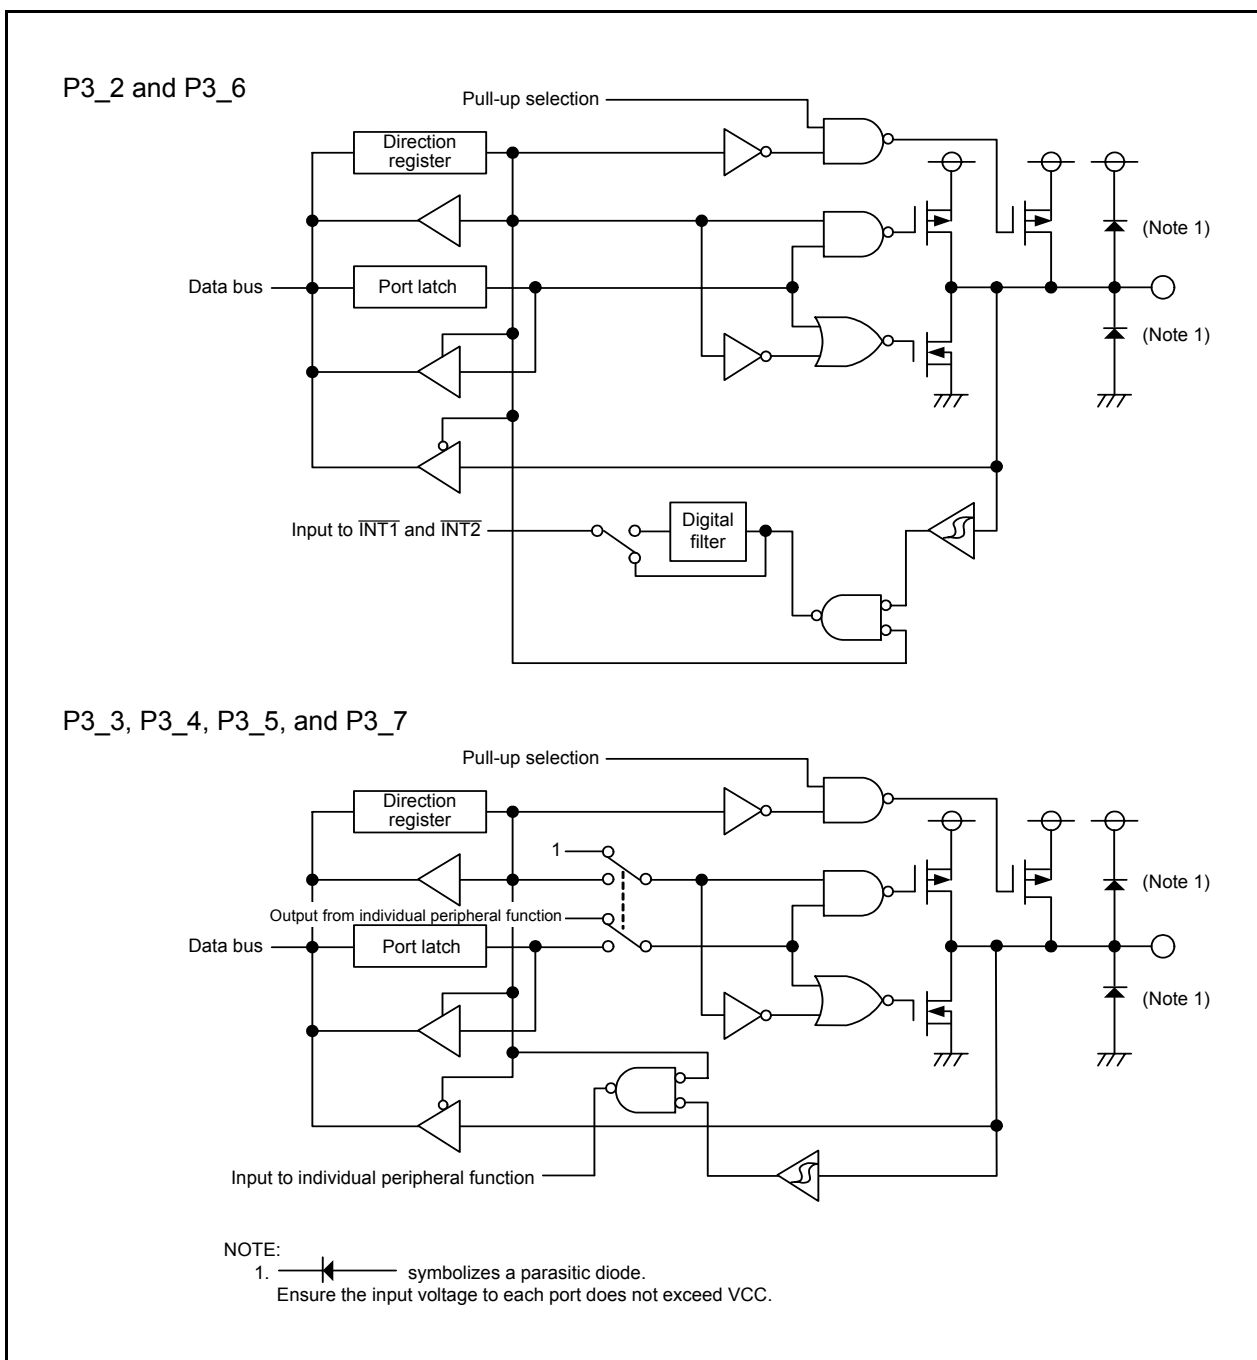 P3_2 and P3_6
Pull-up selection
Direction
register
(Note 1)
Data bus
Port latch
(Note 1)
Input to INT1 and INT2
Digital
filter
P3_3, P3_4, P3_5, and P3_7
Pull-up selection
Direction
register
1
(Note 1)
Output from individual peripheral function
Data bus
Port latch
(Note 1)
Input to individual peripheral function
NOTE:
1. symbolizes a parasitic diode.
Ensure the input voltage to each port does not exceed VCC.